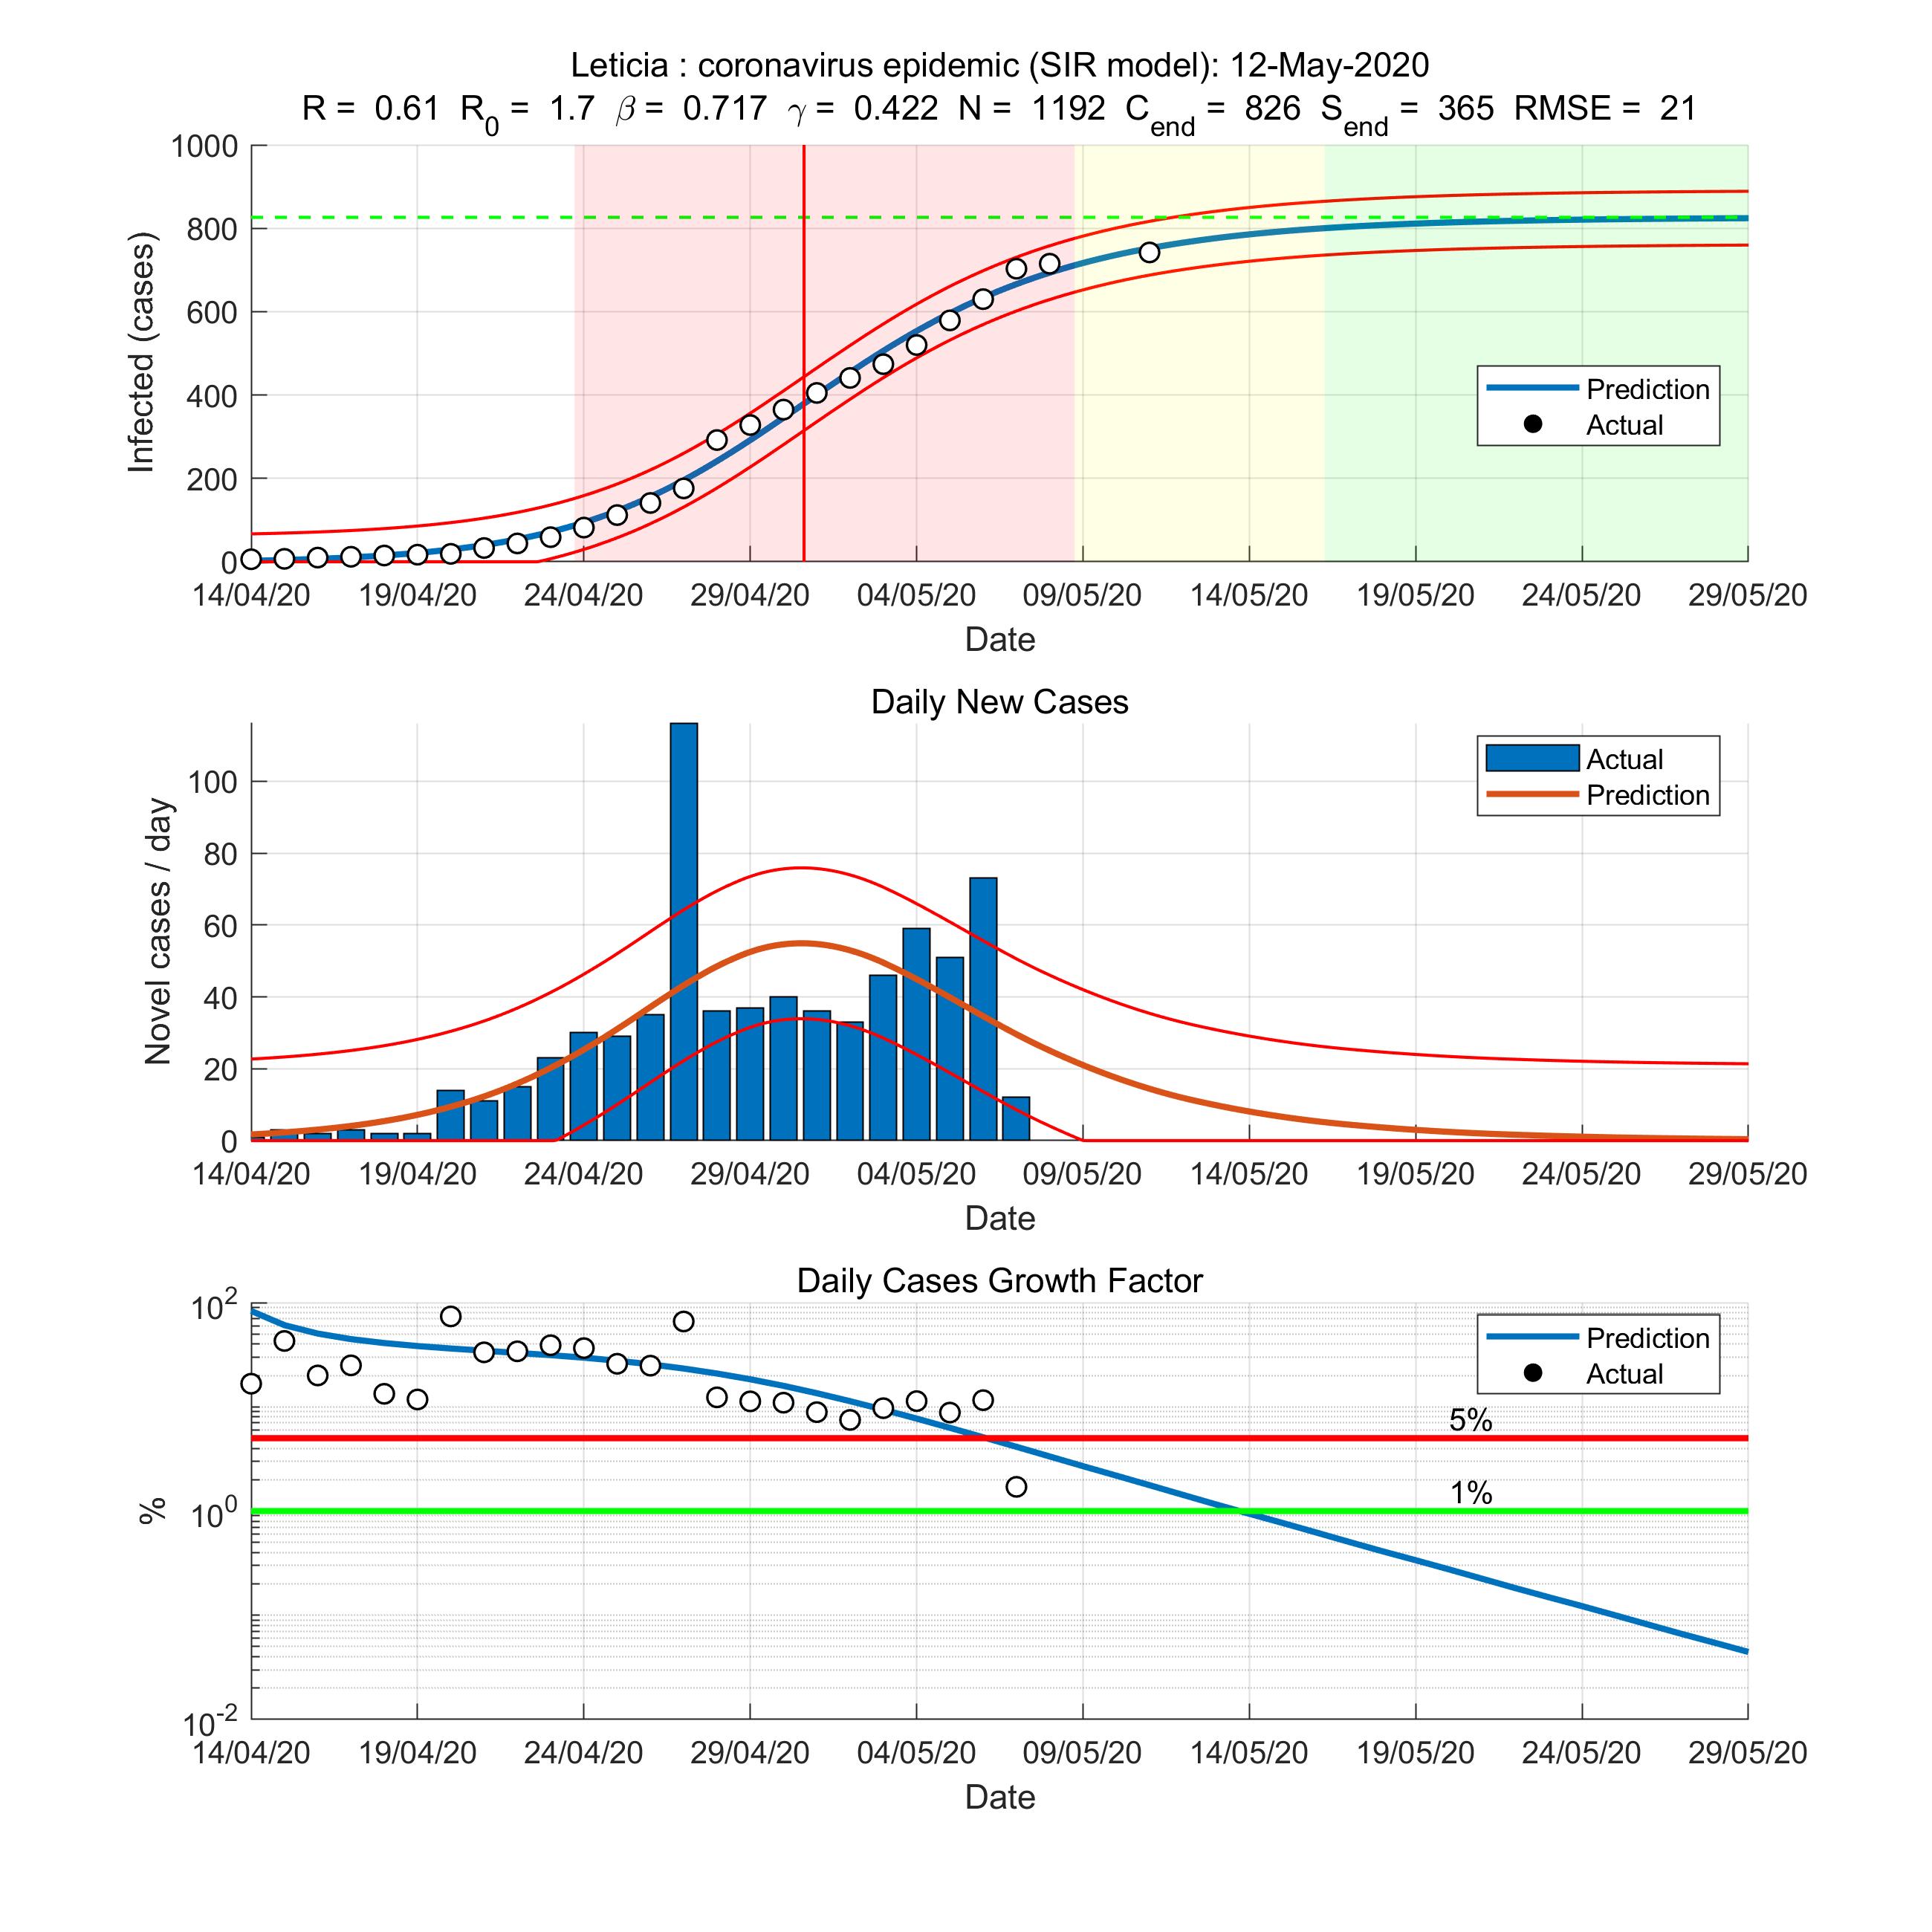 Leticia : coronavirus epidemic (SIR model): 12-May-2020
R = 0.61 R0 = 1.7 β = 0.717 γ = 0.422 N = 1192 Cend = 826 Send = 365 RMSE = 21
Infected (cases)
1000
800
600
400
200
0
Prediction
Actual
14/04/20 19/04/20 24/04/20 29/04/20 04/05/20 09/05/20 14/05/20 19/05/20 24/05/20 29/05/20
Date
Daily New Cases
Novel cases / day
100
80
60
40
20
0
Actual
Prediction
14/04/20 19/04/20 24/04/20 29/04/20 04/05/20 09/05/20 14/05/20 19/05/20 24/05/20 29/05/20
Date
Daily Cases Growth Factor
%
10^2
10^0
10^-2
Prediction
Actual
5%
1%
14/04/20 19/04/20 24/04/20 29/04/20 04/05/20 09/05/20 14/05/20 19/05/20 24/05/20 29/05/20
Date